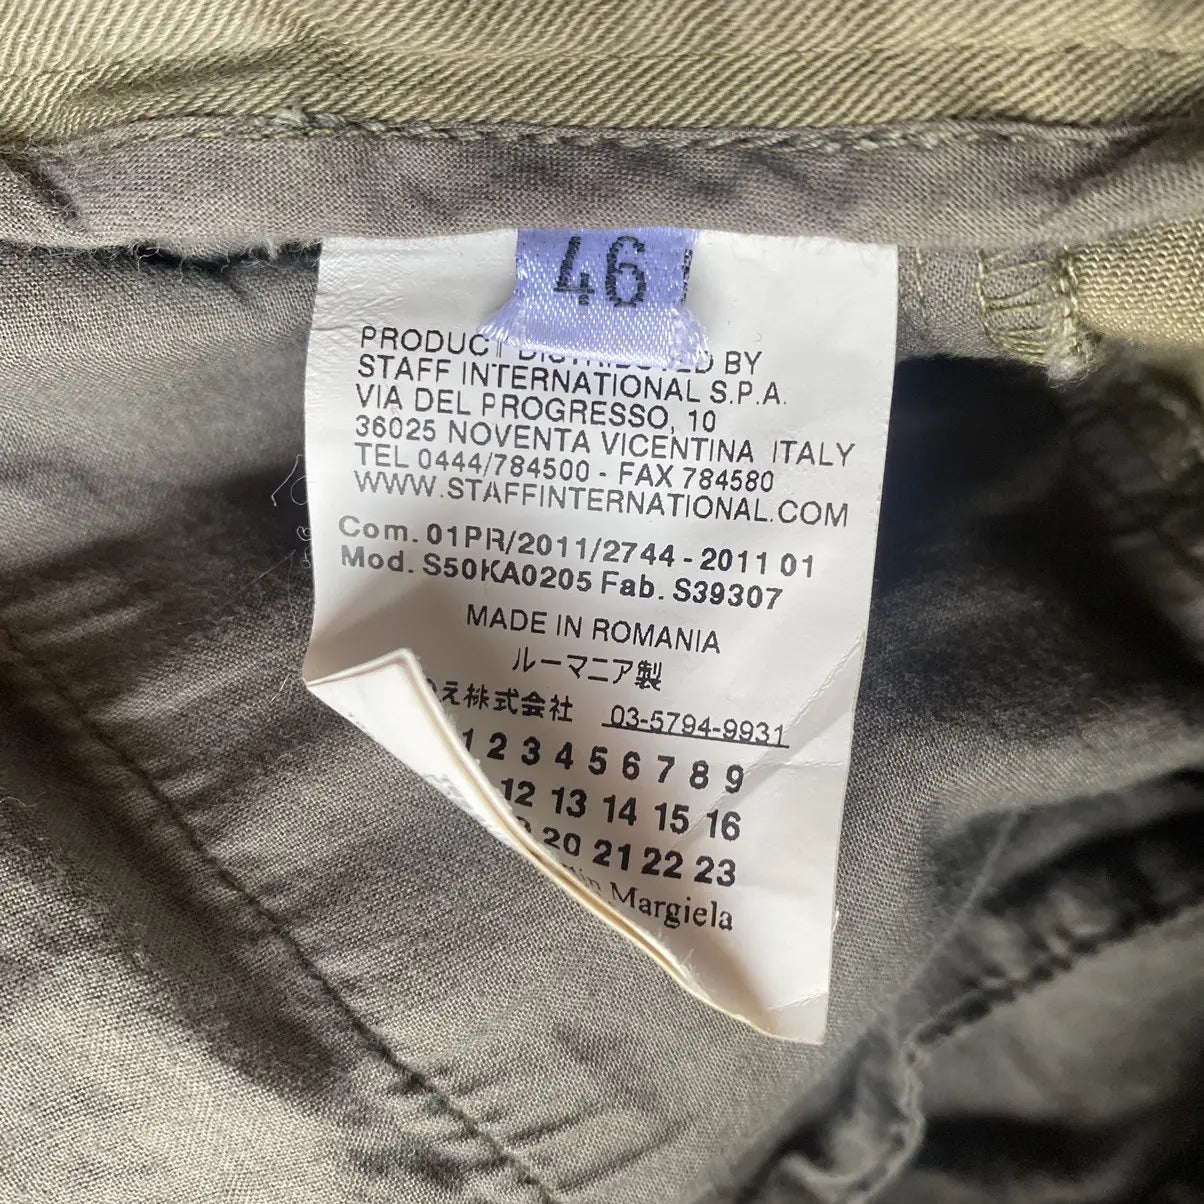 46
PRODUCT DISTRIBUTED BY
STAFF INTERNATIONAL S.P.A.
VIA DEL PROGRESSO, 10
36025 NOVENTA VICENTINA ITALY
TEL 0444/784500 - FAX 784580
WWW.STAFFINTERNATIONAL.COM
Com. 01PR/2011/2744 - 2011 01
Mod. S50KA0205 Fab. S39307
MADE IN ROMANIA
ルーマニア製
え株式会社 03-5794-9931
1 2 3 4 5 6 7 8 9
12 13 14 15 16
20 21 22 23
Margiela